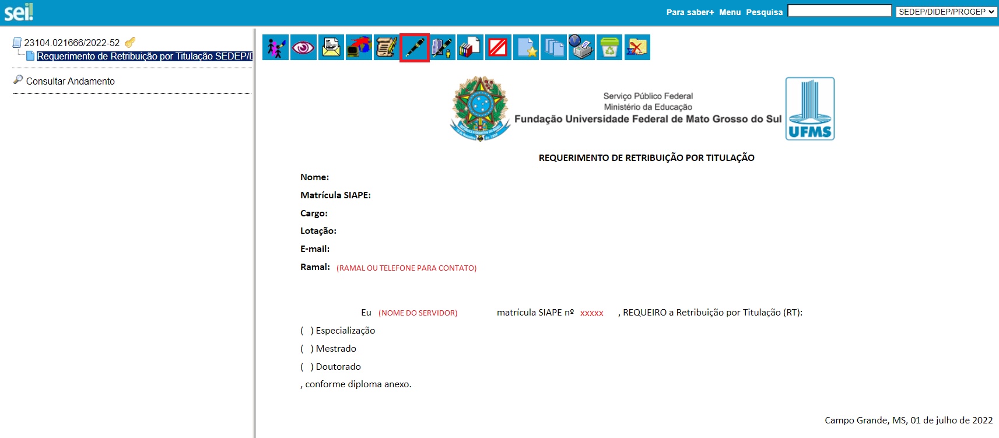 sei!
Para saber+ Menu Pesquisa SEDEP/DIDEP/PROGEP
23104.021666/2022-52
Requerimento de Retribuição por Titulação SEDEP/D
Consultar Andamento
Serviço Público Federal
Ministério da Educação
Fundação Universidade Federal de Mato Grosso do Sul
UFMS
REQUERIMENTO DE RETRIBUIÇÃO POR TITULAÇÃO
Nome:
Matrícula SIAPE:
Cargo:
Lotação:
E-mail:
Ramal: (RAMAL OU TELEFONE PARA CONTATO)
Eu (NOME DO SERVIDOR) matrícula SIAPE nº xxxxx , REQUEIRO a Retribuição por Titulação (RT):
( ) Especialização
( ) Mestrado
( ) Doutorado
, conforme diploma anexo.
Campo Grande, MS, 01 de julho de 2022